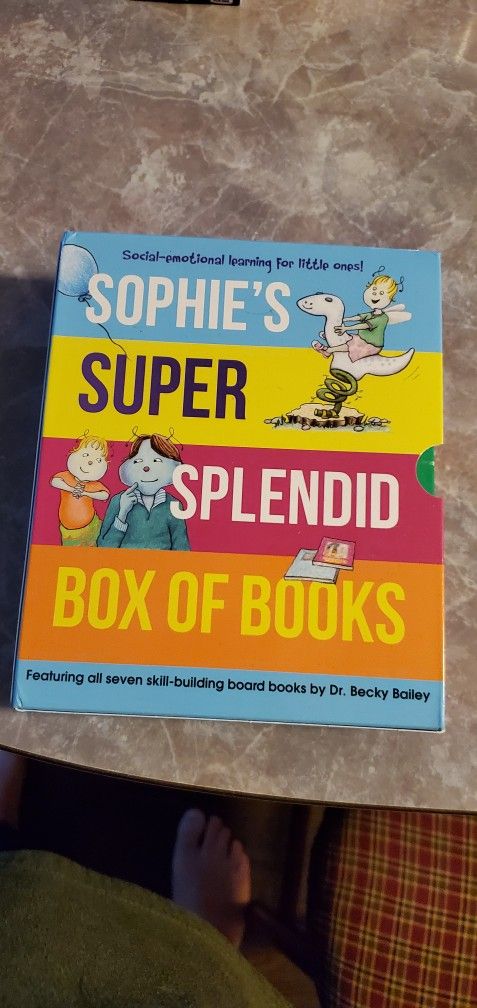 Social-emotional learning for little ones!
SOPHIE'S
SUPER
SPLENDID
BOX OF BOOKS
Featuring all seven skill-building board books by Dr. Becky Bailey